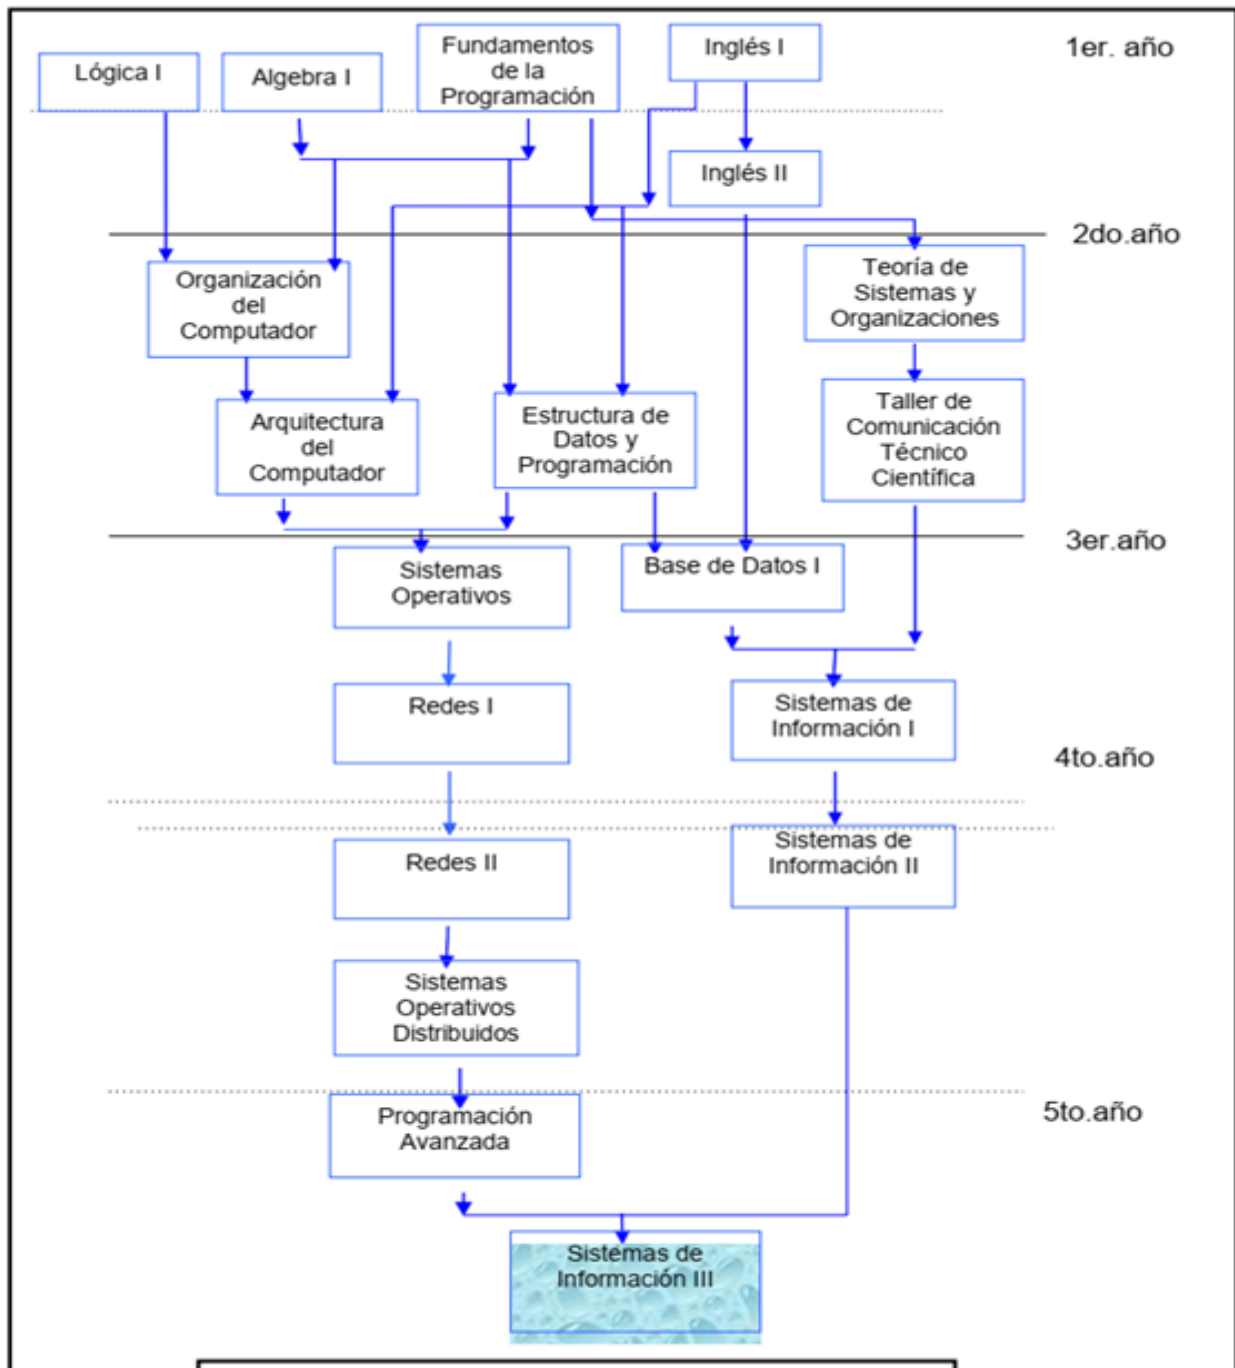 Lógica I
Algebra I
Fundamentos
de la
Programación
Inglés I
1er. año
Inglés II
2do.año
Organización
del
Computador
Teoría de
Sistemas y
Organizaciones
Arquitectura
del
Computador
Estructura de
Datos y
Programación
Taller de
Comunicación
Técnico
Científica
3er.año
Sistemas
Operativos
Base de Datos I
Redes I
Sistemas de
Información I
4to.año
Redes II
Sistemas de
Información II
Sistemas
Operativos
Distribuidos
Programación
Avanzada
5to.año
Sistemas de
Información III